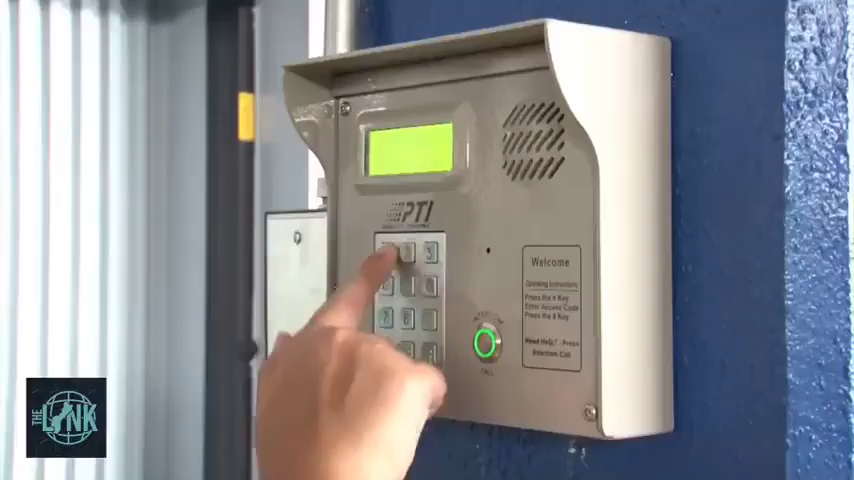 PTI
Welcome
Operating Instructions
Press the # Key
Enter Access Code
Press the # Key
Need Help? - Press
Intercom Call
CALL
THE LINK